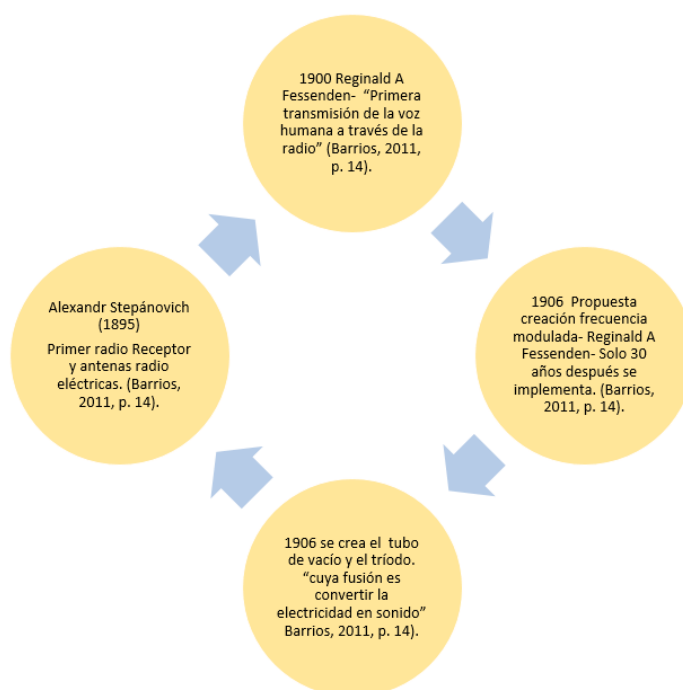 1900 Reginald A
Fessenden- “Primera
transmisión de la voz
humana a través de la
radio” (Barrios, 2011,
p. 14).
Alexandr Stepánovich
(1895)
Primer radio Receptor
y antenas radio
eléctricas. (Barrios,
2011, p. 14).
1906 Propuesta
creación frecuencia
modulada- Reginald A
Fessenden- Solo 30
años después se
implementa. (Barrios,
2011, p. 14).
1906 se crea el tubo
de vacío y el tríodo.
“cuya fusión es
convertir la
electricidad en sonido”
Barrios, 2011, p. 14).